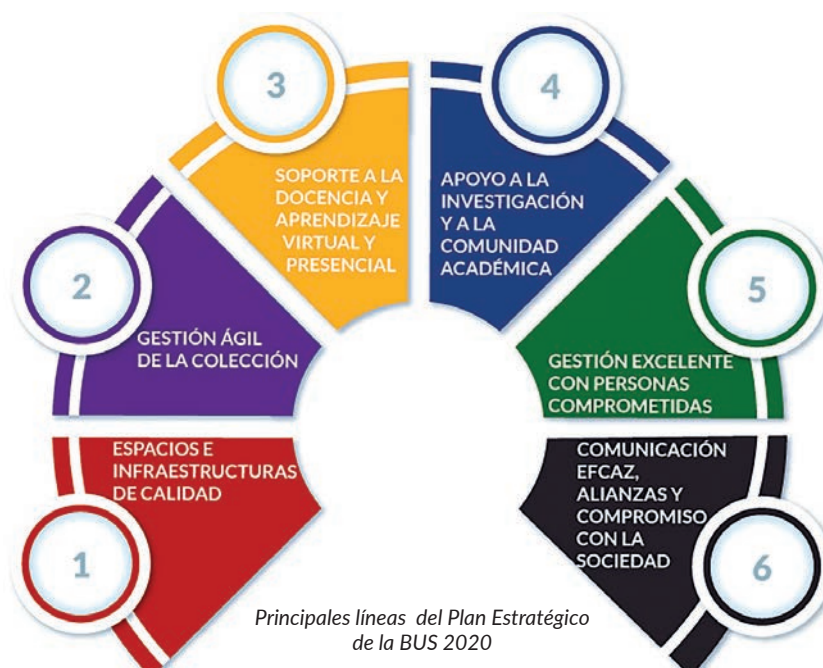 1
ESPACIOS E
INFRAESTRUCTURAS
DE CALIDAD
2
GESTIÓN ÁGIL
DE LA COLECCIÓN
3
SOPORTE A LA
DOCENCIA Y
APRENDIZAJE
VIRTUAL Y
PRESENCIAL
4
APOYO A LA
INVESTIGACIÓN
Y A LA
COMUNIDAD
ACADÉMICA
5
GESTIÓN EXCELENTE
CON PERSONAS
COMPROMETIDAS
6
COMUNICACIÓN
EFCAZ,
ALIANZAS Y
COMPROMISO
CON LA
SOCIEDAD
Principales líneas del Plan Estratégico
de la BUS 2020